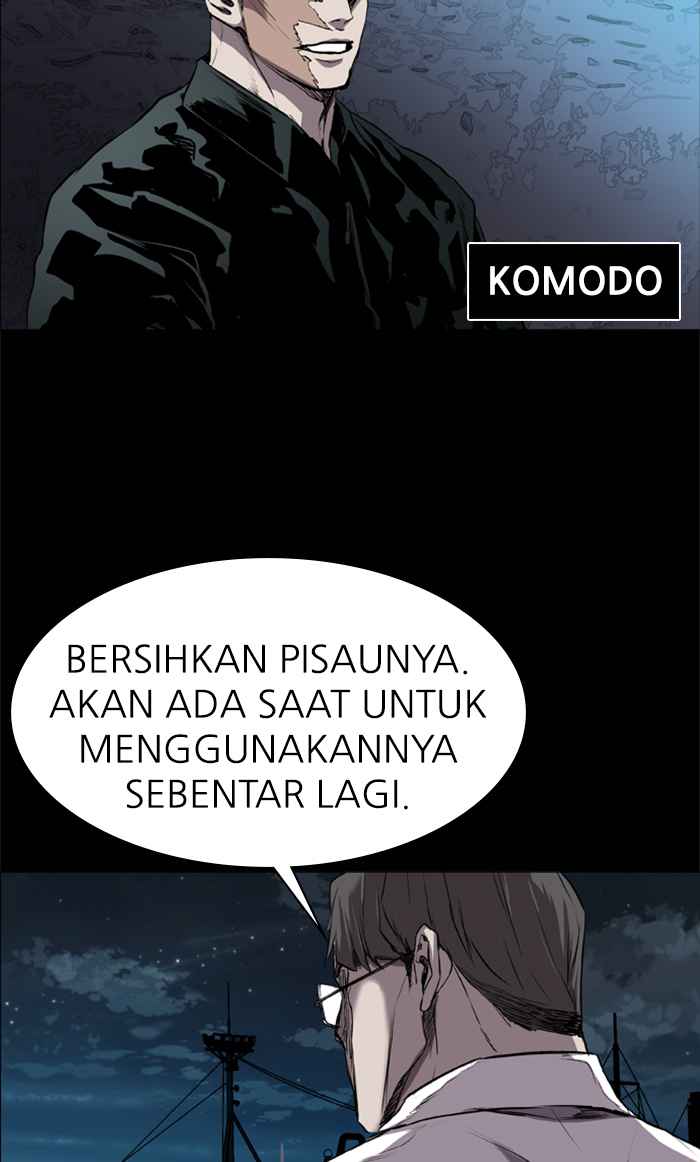 KOMODO
BERSIHKAN PISAUNYA.
AKAN ADA SAAT UNTUK
MENGGUNAKANNYA
SEBENTAR LAGI.